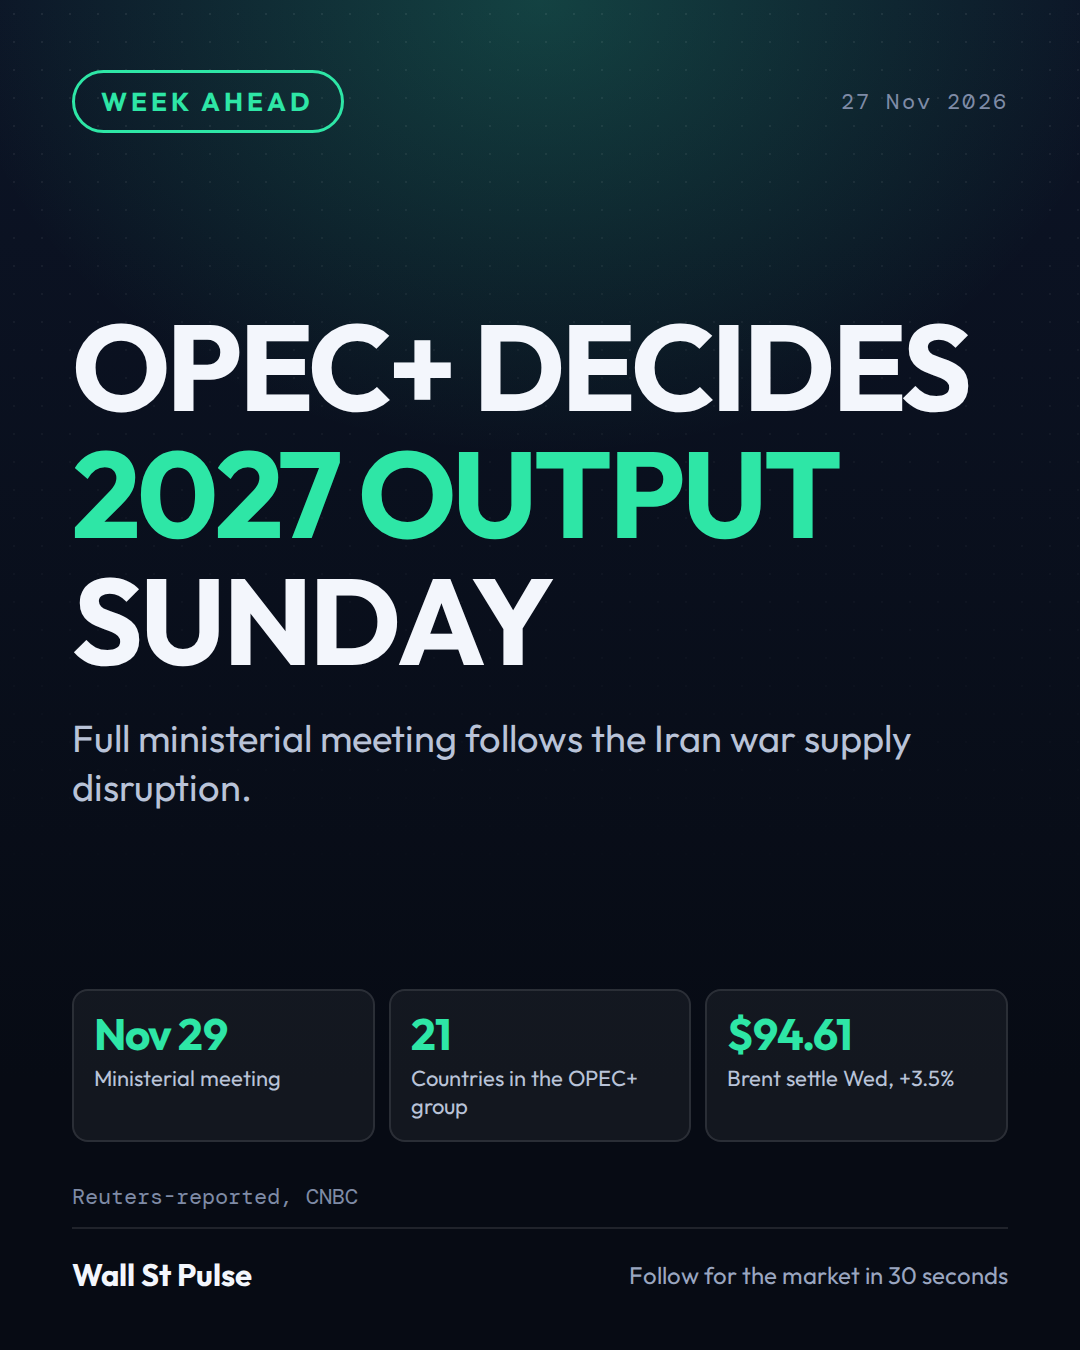 WEEK AHEAD
27 Nov 2026
OPEC+ DECIDES
2027 OUTPUT
SUNDAY
Full ministerial meeting follows the Iran war supply
disruption.
Nov 29
Ministerial meeting
21
Countries in the OPEC+
group
$94.61
Brent settle Wed, +3.5%
Reuters-reported, CNBC
Wall St Pulse
Follow for the market in 30 seconds